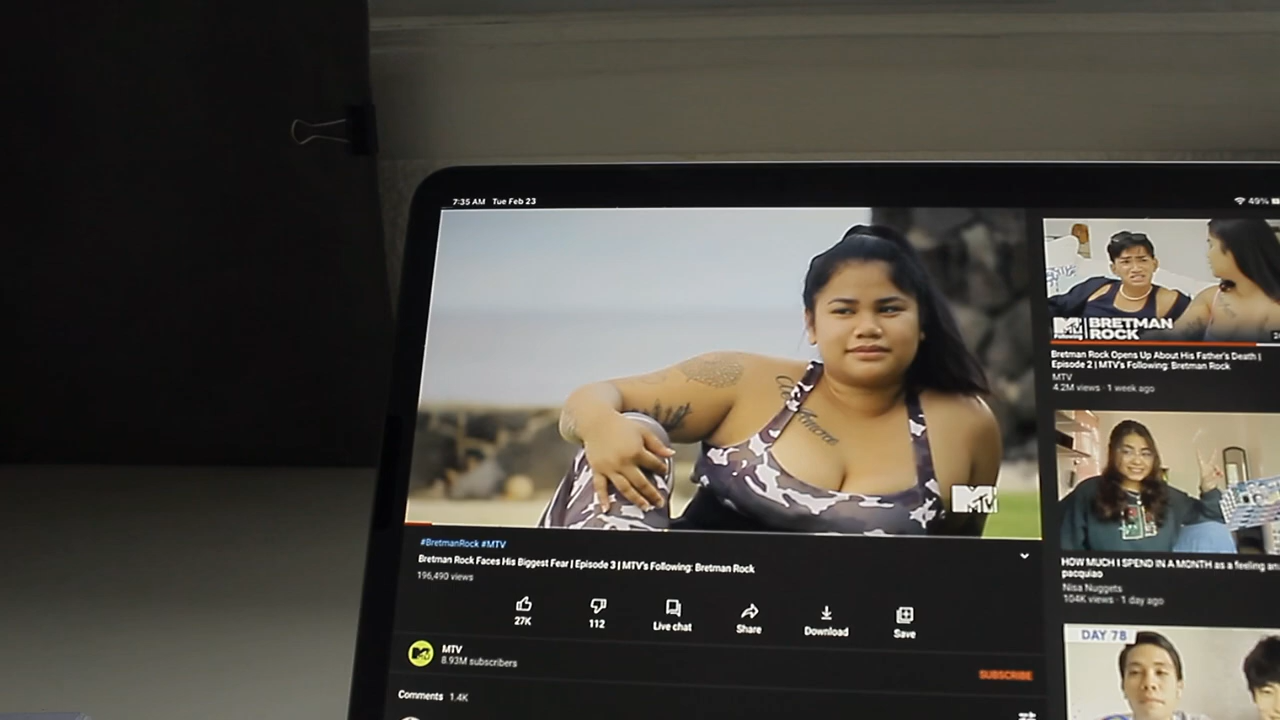 7:35 AM Tue Feb 23
49%
MTV
#BretmanRock #MTV
Bretman Rock Faces His Biggest Fear | Episode 3 | MTV's Following: Bretman Rock
196,490 views
27K
112
Live chat
Share
Download
Save
MTV
8.93M subscribers
SUBSCRIBE
Comments 1.4K
MTV
Following
BRETMAN
ROCK
Bretman Rock Opens Up About His Father's Death |
Episode 2 | MTV's Following: Bretman Rock
MTV
4.2M views · 1 week ago
HOW MUCH I SPEND IN A MONTH as a feeling
pacquiao
Nisa Nuggets
104K views · 1 day ago
DAY 78